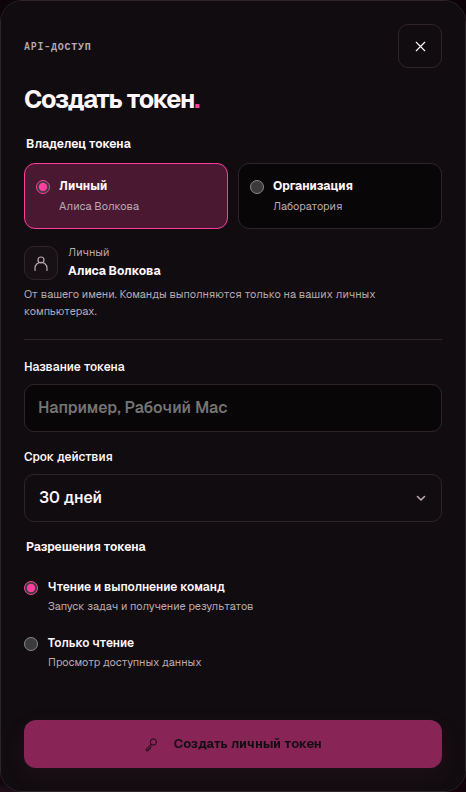 API-ДОСТУП
Создать токен.
Владелец токена
Личный
Алиса Волкова
Организация
Лаборатория
Личный
Алиса Волкова
От вашего имени. Команды выполняются только на ваших личных
компьютерах.
Название токена
Например, Рабочий Мас
Срок действия
30 дней
Разрешения токена
Чтение и выполнение команд
Запуск задач и получение результатов
Только чтение
Просмотр доступных данных
Создать личный токен